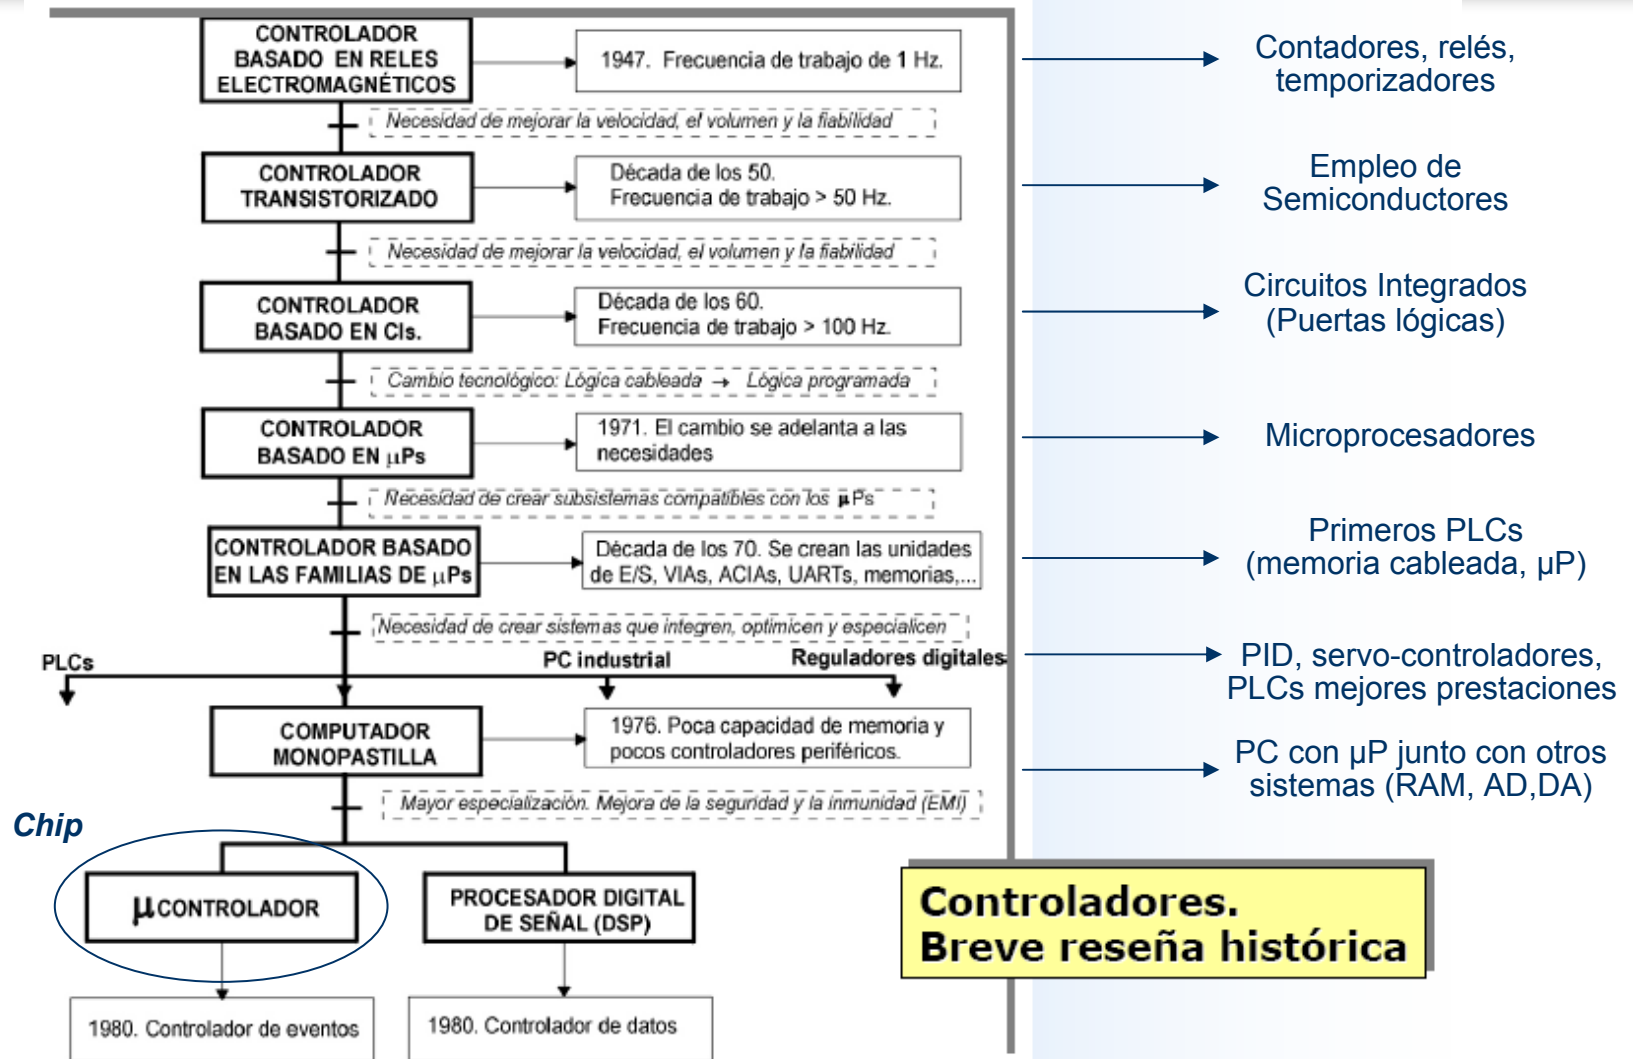 CONTROLADOR
BASADO EN RELES
ELECTROMAGNÉTICOS
1947. Frecuencia de trabajo de 1 Hz.
Contadores, relés,
temporizadores
Necesidad de mejorar la velocidad, el volumen y la fiabilidad
CONTROLADOR
TRANSISTORIZADO
Década de los 50.
Frecuencia de trabajo > 50 Hz.
Empleo de
Semiconductores
Necesidad de mejorar la velocidad, el volumen y la fiabilidad
CONTROLADOR
BASADO EN CIs.
Década de los 60.
Frecuencia de trabajo > 100 Hz.
Circuitos Integrados
(Puertas lógicas)
Cambio tecnológico: Lógica cableada → Lógica programada
CONTROLADOR
BASADO EN µPs
1971. El cambio se adelanta a las
necesidades
Microprocesadores
Necesidad de crear subsistemas compatibles con los µPs
CONTROLADOR BASADO
EN LAS FAMILIAS DE µPs
Década de los 70. Se crean las unidades
de E/S, VIAs, ACIAs, UARTs, memorias,...
Primeros PLCs
(memoria cableada, µP)
Necesidad de crear sistemas que integren, optimicen y especialicen
PLCs
PC industrial
Reguladores digitales
PID, servo-controladores,
PLCs mejores prestaciones
COMPUTADOR
MONOPASTILLA
1976. Poca capacidad de memoria y
pocos controladores periféricos.
PC con µP junto con otros
sistemas (RAM, AD,DA)
Mayor especialización. Mejora de la seguridad y la inmunidad (EMI)
Chip
µCONTROLADOR
PROCESADOR DIGITAL
DE SEÑAL (DSP)
Controladores.
Breve reseña histórica
1980. Controlador de eventos
1980. Controlador de datos